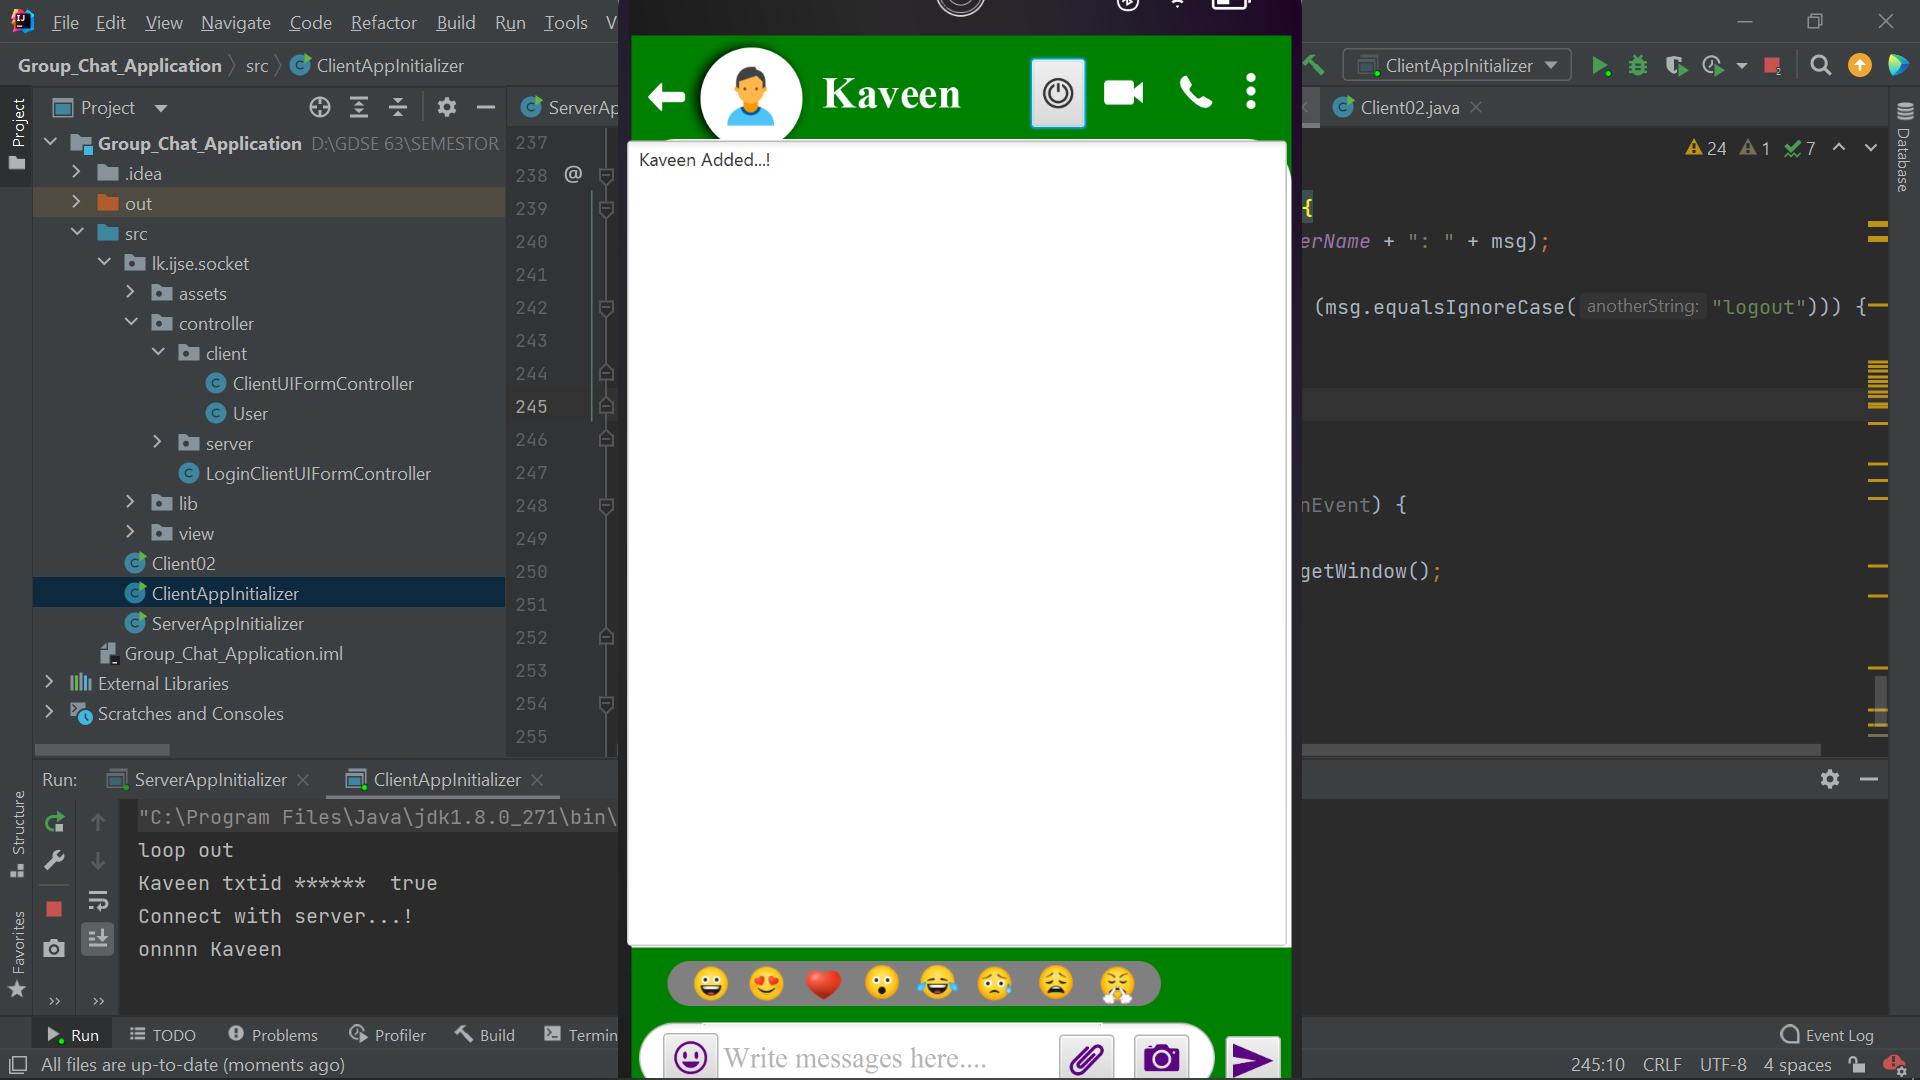 File Edit View Navigate Code Refactor Build Run Tools V
Group_Chat_Application src ClientAppInitializer
ClientAppInitializer
Project
ServerAp
Client02.java
Group_Chat_Application D:\GDSE 63\SEMESTOR
.idea
out
src
lk.ijse.socket
assets
controller
client
ClientUIFormController
User
server
LoginClientUIFormController
lib
view
Client02
ClientAppInitializer
ServerAppInitializer
Group_Chat_Application.iml
External Libraries
Scratches and Consoles
Project
Structure
Favorites
Database
237
238 @
239
240
241
242
243
244
245
246
247
248
249
250
251
252
253
254
255
24 1 7
{
erName + ": " + msg);
(msg.equalsIgnoreCase( anotherString: "logout"))) {
nEvent) {
getWindow();
Kaveen
Kaveen Added...!
Write messages here....
Run: ServerAppInitializer ClientAppInitializer
"C:\Program Files\Java\jdk1.8.0_271\bin\
loop out
Kaveen txtid ****** true
Connect with server...!
onnnn Kaveen
Run TODO Problems Profiler Build Termin
Event Log
All files are up-to-date (moments ago)
245:10 CRLF UTF-8 4 spaces